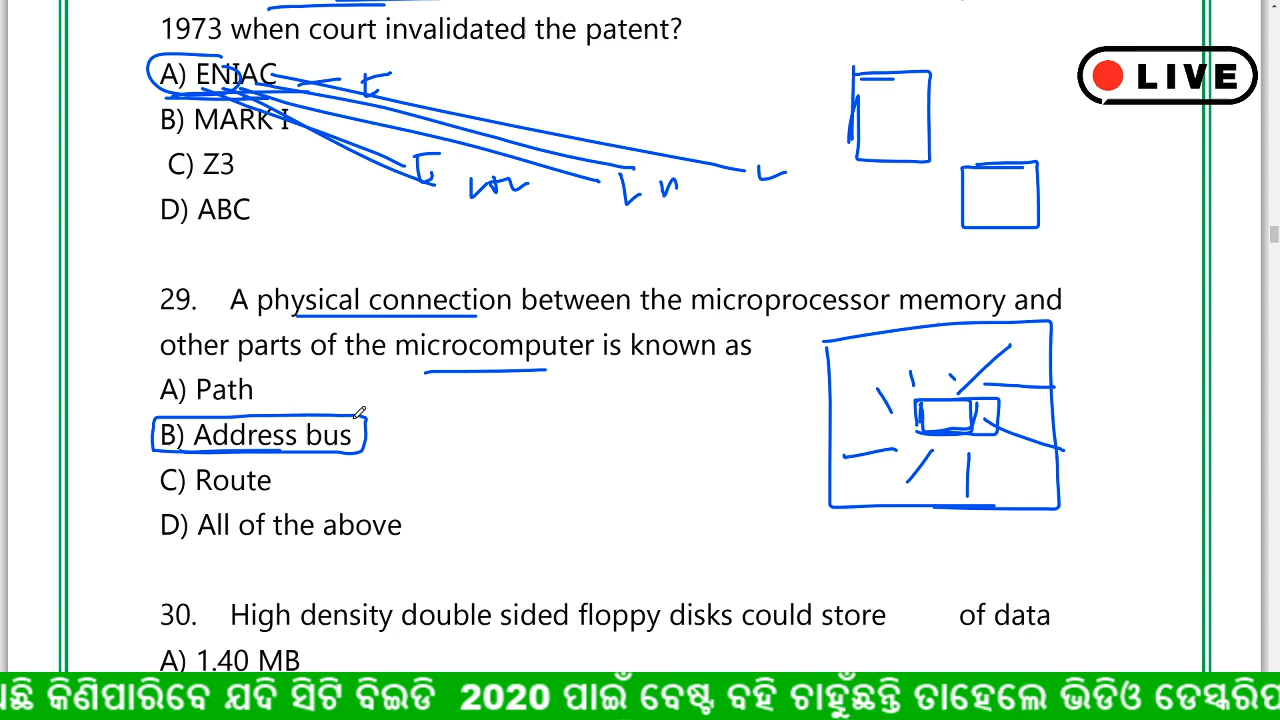 1973 when court invalidated the patent?
A) ENIAC
B) MARK I
C) Z3
D) ABC
LIVE
29. A physical connection between the microprocessor memory and
other parts of the microcomputer is known as
A) Path
B) Address bus
C) Route
D) All of the above
30. High density double sided floppy disks could store of data
A) 1.40 MB
କିଣିପାରିବେ ଯଦି ସିଟି ବିଇଡି 2020 ପାଇଁ ବେଷ୍ଟ ବହି ଚାହୁଁଛନ୍ତି ତାହେଲେ ଭିଡିଓ